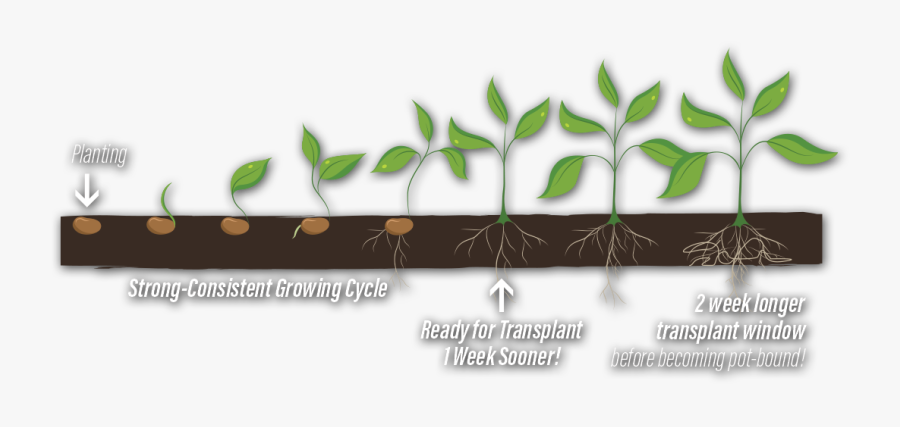 Planting
Strong-Consistent Growing Cycle
Ready for Transplant
1 Week Sooner!
2 week longer
transplant window
before becoming pot-bound!